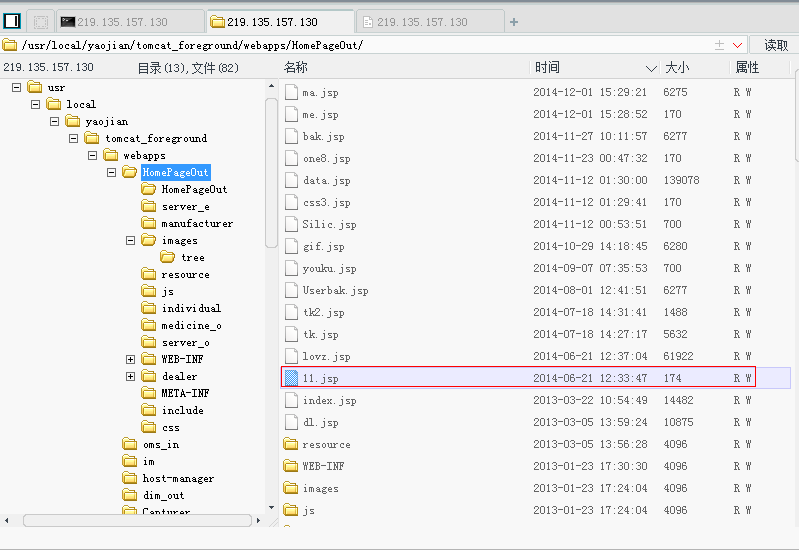 219.135.157.130 219.135.157.130 219.135.157.130 +
/usr/local/yaojian/tomcat_foreground/webapps/HomePageOut/ 读取
219.135.157.130 目录(13),文件(82) 名称 时间 大小 属性
usr
local
yaojian
tomcat_foreground
webapps
HomePageOut
HomePageOut
server_e
manufacturer
images
tree
resource
js
individual
medicine_o
server_o
WEB-INF
dealer
META-INF
include
css
oms_in
im
host-manager
dim_out
Capturer
ma.jsp 2014-12-01 15:29:21 6275 R W
me.jsp 2014-12-01 15:28:52 170 R W
bak.jsp 2014-11-27 10:11:57 6277 R W
one8.jsp 2014-11-23 00:47:32 170 R W
data.jsp 2014-11-12 01:30:00 139078 R W
css3.jsp 2014-11-12 01:29:41 170 R W
Silic.jsp 2014-11-12 00:53:51 700 R W
gif.jsp 2014-10-29 14:18:45 6280 R W
youku.jsp 2014-09-07 07:35:53 700 R W
Userbak.jsp 2014-08-01 12:41:51 6277 R W
tk2.jsp 2014-07-18 14:31:41 1488 R W
tk.jsp 2014-07-18 14:27:17 5632 R W
lovz.jsp 2014-06-21 12:37:04 61922 R W
11.jsp 2014-06-21 12:33:47 174 R W
index.jsp 2013-03-22 10:54:49 14482 R W
dl.jsp 2013-03-05 13:59:24 10875 R W
resource 2013-03-05 13:56:28 4096 R W
WEB-INF 2013-01-23 17:30:30 4096 R W
images 2013-01-23 17:24:04 4096 R W
js 2013-01-23 17:24:04 4096 R W